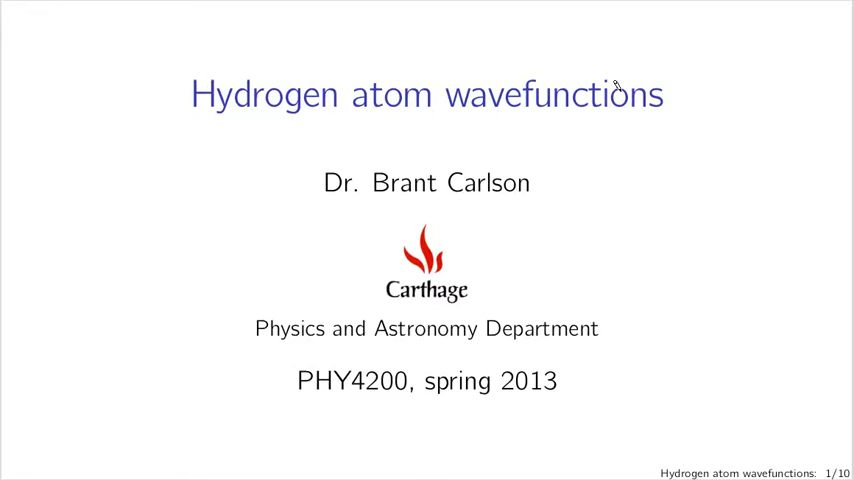 Hydrogen atom wavefunctions
Dr. Brant Carlson
Carthage
Physics and Astronomy Department
PHY4200, spring 2013
Hydrogen atom wavefunctions: 1/10